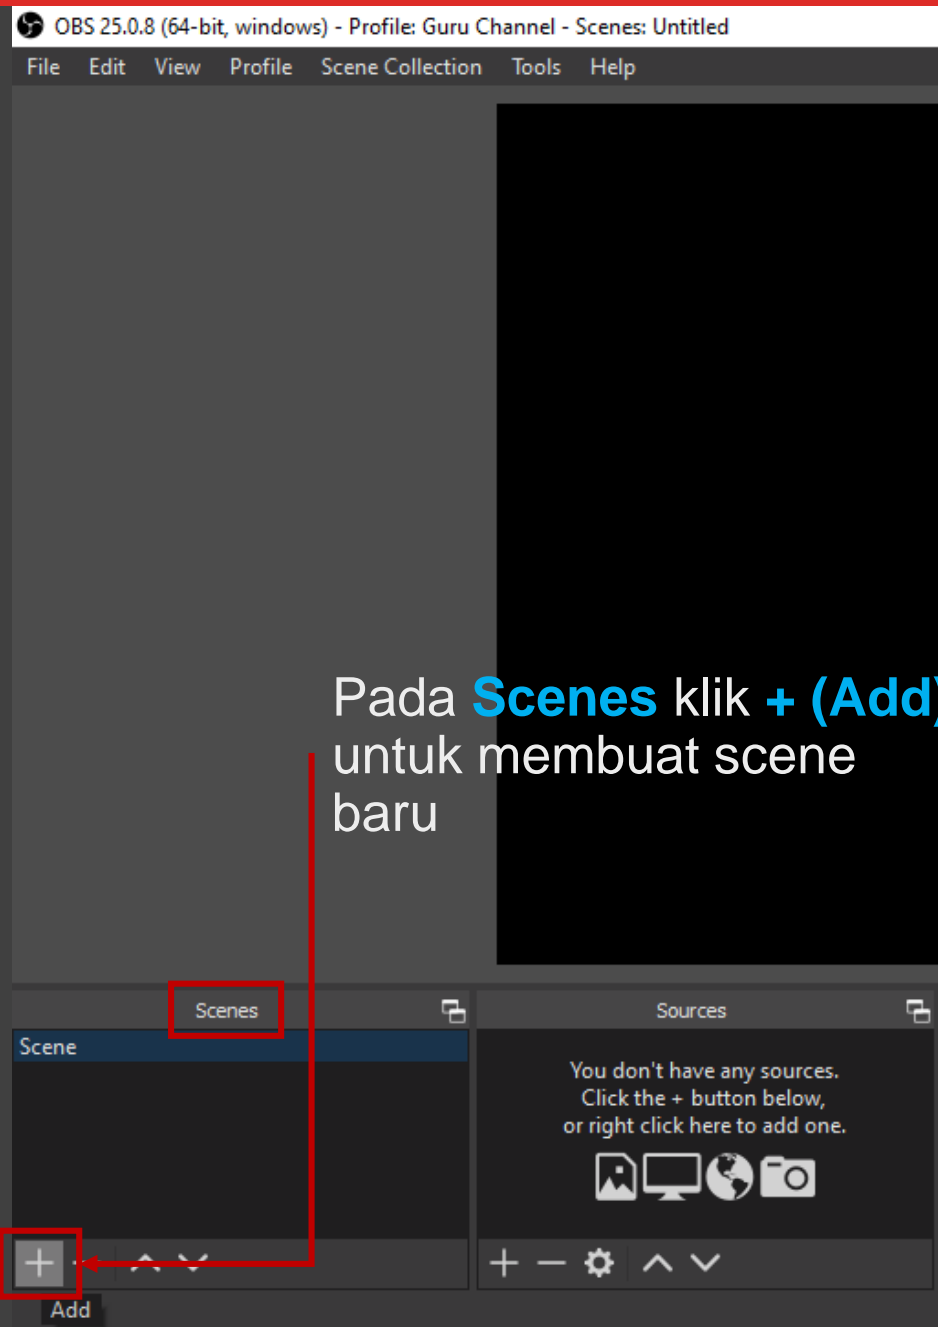 OBS 25.0.8 (64-bit, windows) - Profile: Guru Channel - Scenes: Untitled
File Edit View Profile Scene Collection Tools Help
Pada Scenes klik + (Add)
untuk membuat scene
baru
Scenes
Scene
Sources
You don't have any sources.
Click the + button below,
or right click here to add one.
Add